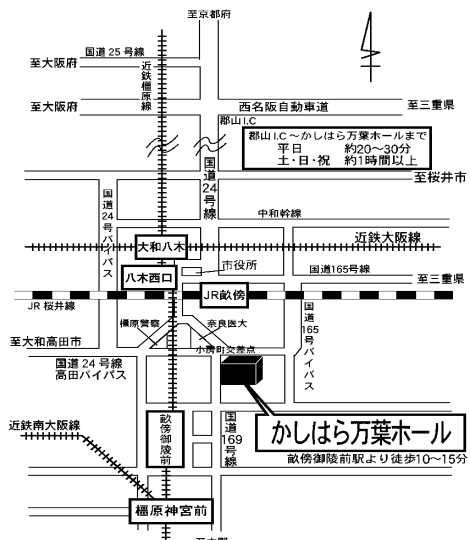 至京都府
国道25号線
至大阪府
近鉄橿原線
至大阪府
西名阪自動車道
至三重県
郡山I.C
郡山I.C～かしはら万葉ホールまで
平日 約20～30分
土・日・祝 約1時間以上
国道24号線
至桜井市
国道24号バイパス
中和幹線
大和八木
近鉄大阪線
市役所
八木西口
国道165号線
至三重県
JR畝傍
JR桜井線
橿原警察
奈良医大
国道165号バイパス
至大和高田市
小房町交差点
国道24号線
高田バイパス
畝傍御陵前
国道169号線
かしはら万葉ホール
畝傍御陵前駅より徒歩10～15分
近鉄南大阪線
橿原神宮前